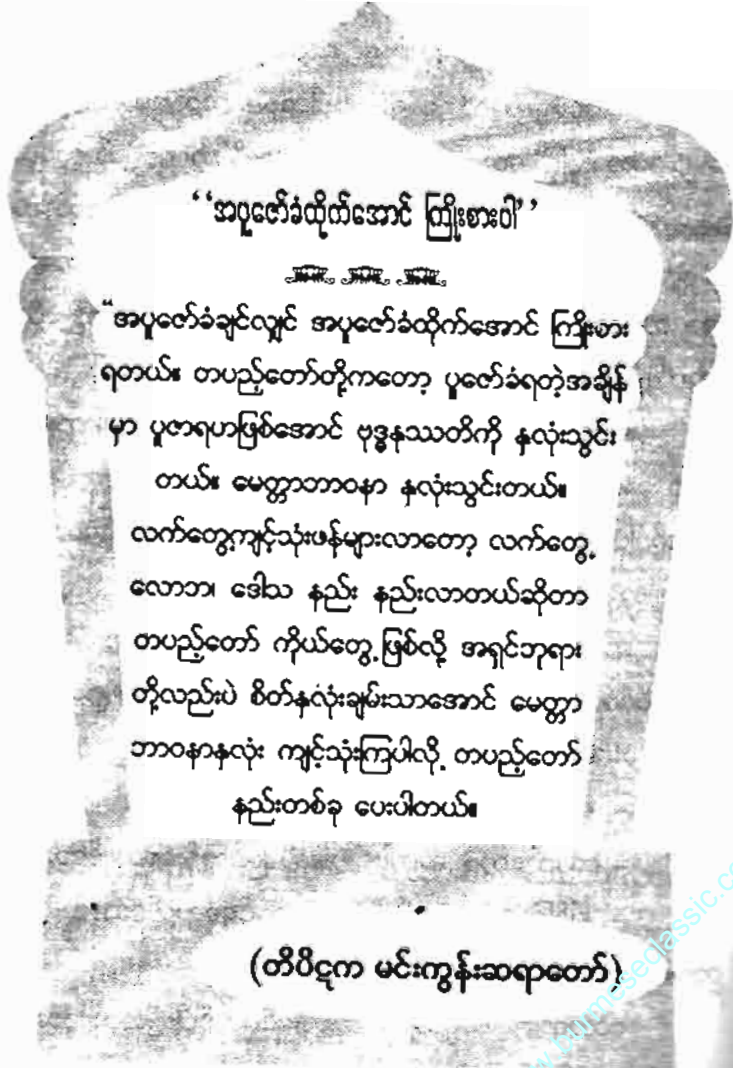 ‘‘အပူဇော်ခံထိုက်အောင် ကြိုးစားပါ’’
“အပူဇော်ခံချင်လျှင် အပူဇော်ခံထိုက်အောင် ကြိုးစား
ရတယ်။ တပည့်တော်တို့ကတော့ ပူဇော်ခံရတဲ့အချိန်
မှာ ပူဇာရဟဖြစ်အောင် ဗုဒ္ဓနုဿတိကို နှလုံးသွင်း
တယ်။ မေတ္တာဘာဝနာ နှလုံးသွင်းတယ်။
လက်တွေ့ကျင့်သုံးဖန်များလာတော့ လက်တွေ့
လောဘ၊ ဒေါသ နည်း နည်းလာတယ်ဆိုတာ
တပည့်တော် ကိုယ်တွေ့ဖြစ်လို့ အရှင်ဘုရား
တို့လည်းပဲ စိတ်နှလုံးချမ်းသာအောင် မေတ္တာ
ဘာဝနာနှလုံး ကျင့်သုံးကြပါလို့ တပည့်တော်
နည်းတစ်ခု ပေးပါတယ်။
(တိပိဋက မင်းကွန်းဆရာတော်)